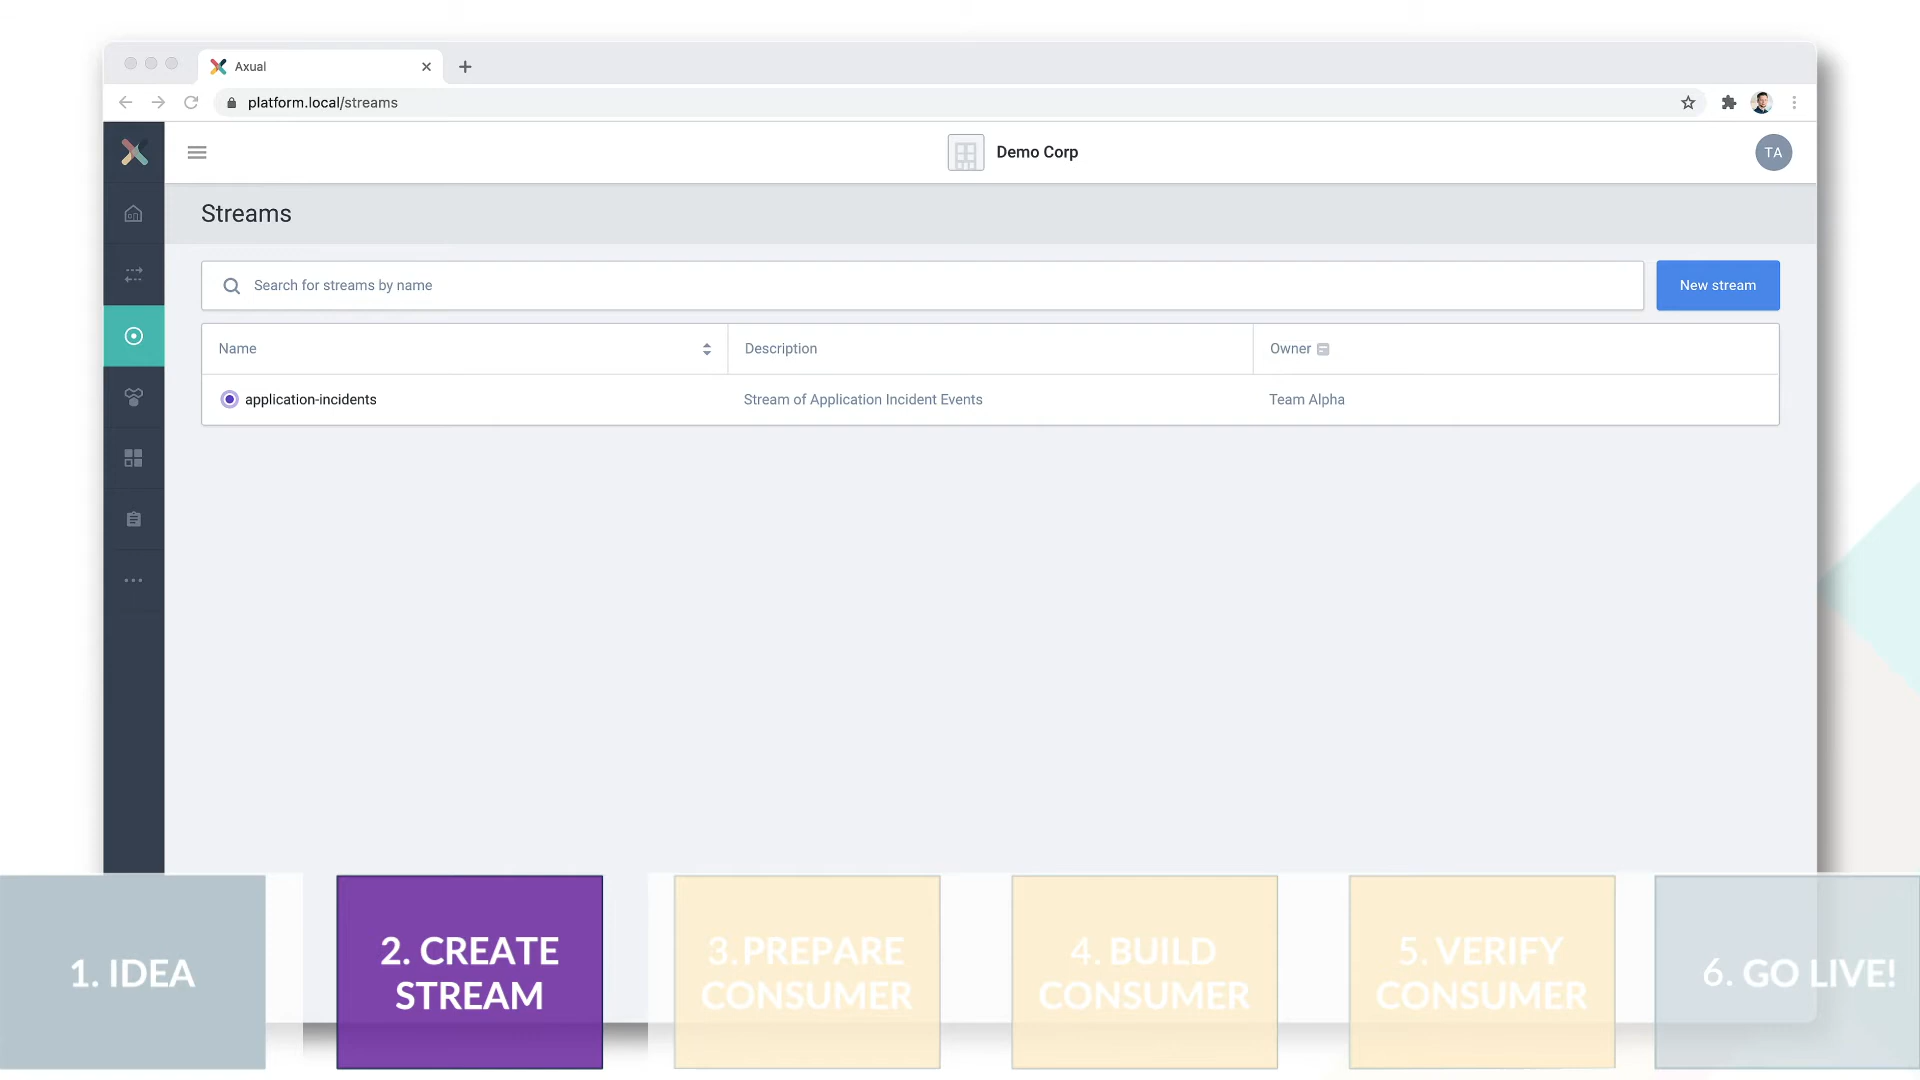 Axual
platform.local/streams
Demo Corp
TA
Streams
Search for streams by name
New stream
Name
Description
Owner
application-incidents
Stream of Application Incident Events
Team Alpha
1. IDEA
2. CREATE
STREAM
3. PREPARE
CONSUMER
4. BUILD
CONSUMER
5. VERIFY
CONSUMER
6. GO LIVE!